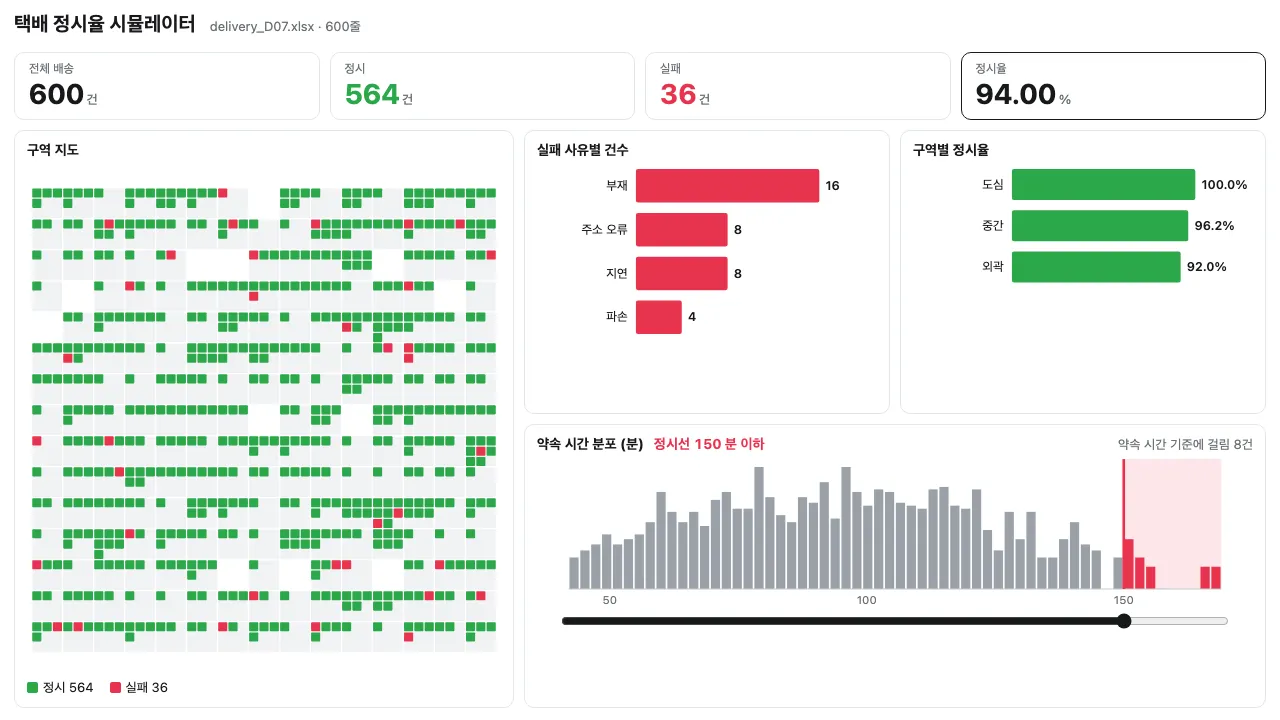 택배 정시율 시뮬레이터 delivery_D07.xlsx · 600줄
전체 배송
600 건
정시
564 건
실패
36 건
정시율
94.00 %
구역 지도
정시 564 실패 36
실패 사유별 건수
부재 16
주소 오류 8
지연 8
파손 4
구역별 정시율
도심 100.0%
중간 96.2%
외곽 92.0%
약속 시간 분포 (분) 정시선 150 분 이하 약속 시간 기준에 걸림 8건
50 100 150